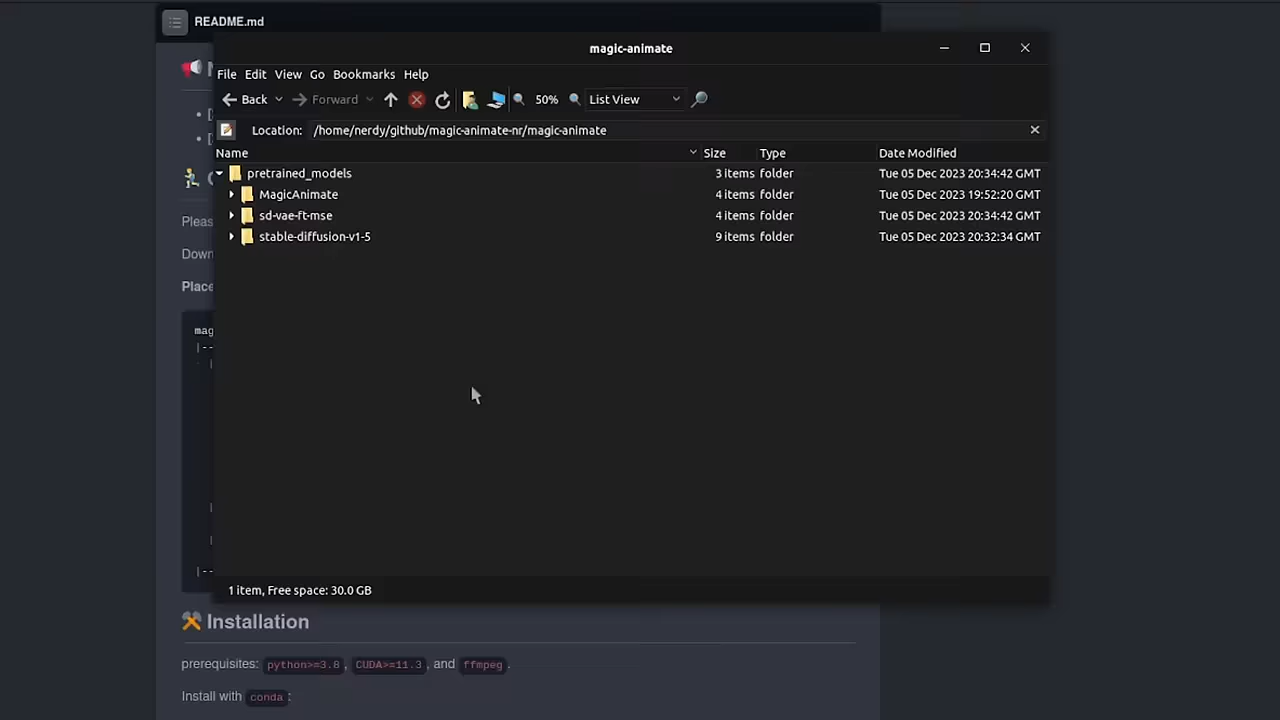 README.md
magic-animate
File Edit View Go Bookmarks Help
Back Forward 50% List View
Location: /home/nerdy/github/magic-animate-nr/magic-animate
Name Size Type Date Modified
pretrained_models 3 items folder Tue 05 Dec 2023 20:34:42 GMT
MagicAnimate 4 items folder Tue 05 Dec 2023 19:52:20 GMT
sd-vae-ft-mse 4 items folder Tue 05 Dec 2023 20:34:42 GMT
stable-diffusion-v1-5 9 items folder Tue 05 Dec 2023 20:32:34 GMT
Pleas
Down
Place
mag
|--
|
|
|
|--
1 item, Free space: 30.0 GB
Installation
prerequisites: python>=3.8, CUDA>=11.3, and ffmpeg.
Install with conda: